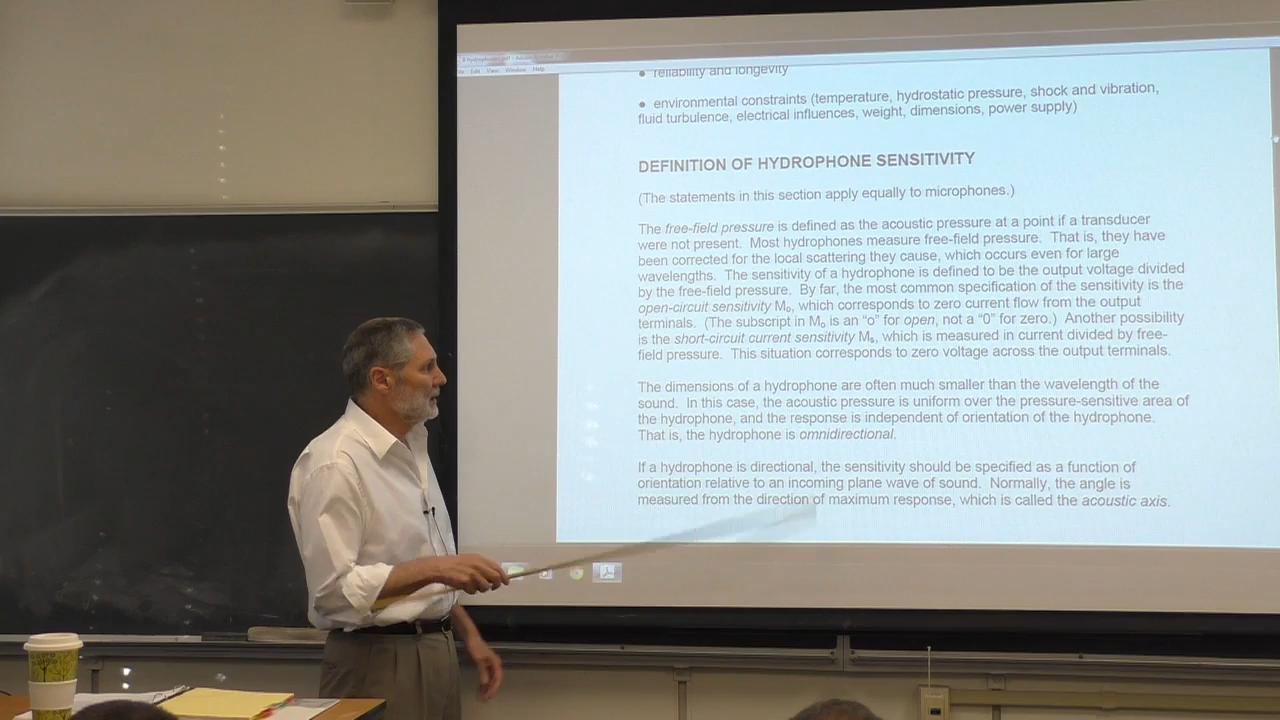 Edit View Window Help
● reliability and longevity
● environmental constraints (temperature, hydrostatic pressure, shock and vibration,
fluid turbulence, electrical influences, weight, dimensions, power supply)
DEFINITION OF HYDROPHONE SENSITIVITY
(The statements in this section apply equally to microphones.)
The free-field pressure is defined as the acoustic pressure at a point if a transducer
were not present. Most hydrophones measure free-field pressure. That is, they have
been corrected for the local scattering they cause, which occurs even for large
wavelengths. The sensitivity of a hydrophone is defined to be the output voltage divided
by the free-field pressure. By far, the most common specification of the sensitivity is the
open-circuit sensitivity Mₒ, which corresponds to zero current flow from the output
terminals. (The subscript in Mₒ is an "o" for open, not a "0" for zero.) Another possibility
is the short-circuit current sensitivity Mₛ, which is measured in current divided by free-
field pressure. This situation corresponds to zero voltage across the output terminals.
The dimensions of a hydrophone are often much smaller than the wavelength of the
sound. In this case, the acoustic pressure is uniform over the pressure-sensitive area of
the hydrophone, and the response is independent of orientation of the hydrophone.
That is, the hydrophone is omnidirectional.
If a hydrophone is directional, the sensitivity should be specified as a function of
orientation relative to an incoming plane wave of sound. Normally, the angle is
measured from the direction of maximum response, which is called the acoustic axis.